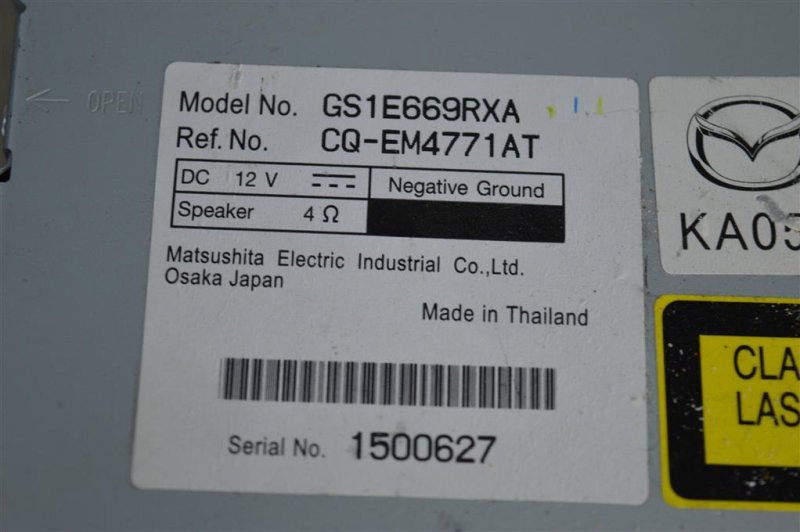 ← OPEN
Model No. GS1E669RXA
Ref. No. CQ-EM4771AT
DC 12 V Negative Ground
Speaker 4 Ω
Matsushita Electric Industrial Co.,Ltd.
Osaka Japan
Made in Thailand
Serial No. 1500627
KA05
CLA
LAS